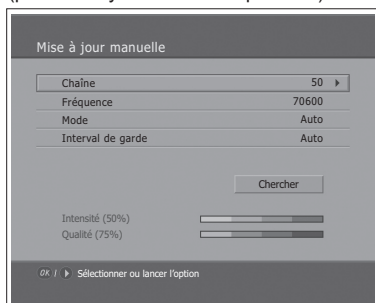 Mise à jour manuelle
Chaîne 50
Fréquence 70600
Mode Auto
Interval de garde Auto
Chercher
Intensité (50%)
Qualité (75%)
OK / Sélectionner ou lancer l'option